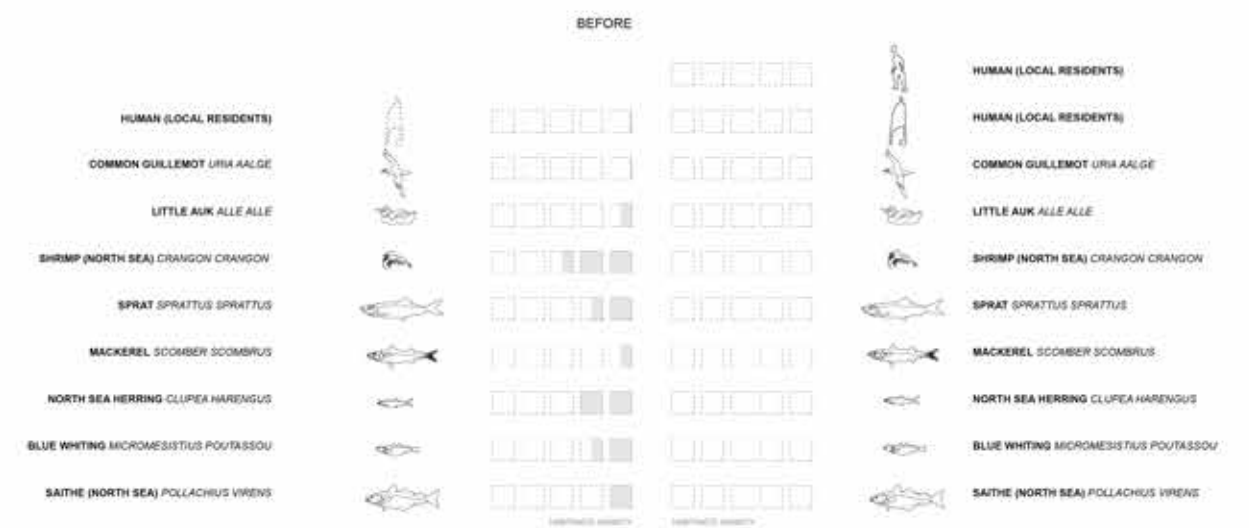 BEFORE
HUMAN (LOCAL RESIDENTS)
HUMAN (LOCAL RESIDENTS) HUMAN (LOCAL RESIDENTS)
COMMON GUILLEMOT URIA AALGE COMMON GUILLEMOT URIA AALGE
LITTLE AUK ALLE ALLE LITTLE AUK ALLE ALLE
SHRIMP (NORTH SEA) CRANGON CRANGON SHRIMP (NORTH SEA) CRANGON CRANGON
SPRAT SPRATTUS SPRATTUS SPRAT SPRATTUS SPRATTUS
MACKEREL SCOMBER SCOMBRUS MACKEREL SCOMBER SCOMBRUS
NORTH SEA HERRING CLUPEA HARENGUS NORTH SEA HERRING CLUPEA HARENGUS
BLUE WHITING MICROMESISTIUS POUTASSOU BLUE WHITING MICROMESISTIUS POUTASSOU
SAITHE (NORTH SEA) POLLACHIUS VIRENS SAITHE (NORTH SEA) POLLACHIUS VIRENS